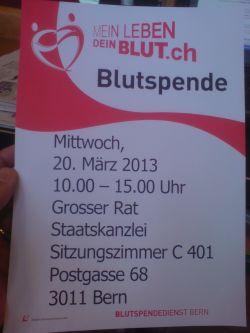 MEIN LEBEN
DEIN BLUT.ch
Blutspende
Mittwoch,
20. März 2013
10.00 – 15.00 Uhr
Grosser Rat
Staatskanzlei
Sitzungszimmer C 401
Postgasse 68
3011 Bern
BLUTSPENDEDIENST BERN